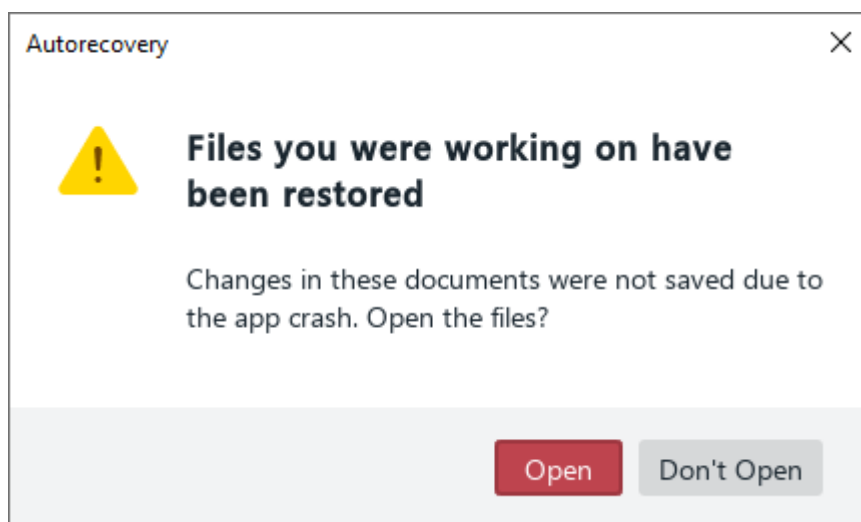 Autorecovery
Files you were working on have
been restored
Changes in these documents were not saved due to
the app crash. Open the files?
Open
Don't Open